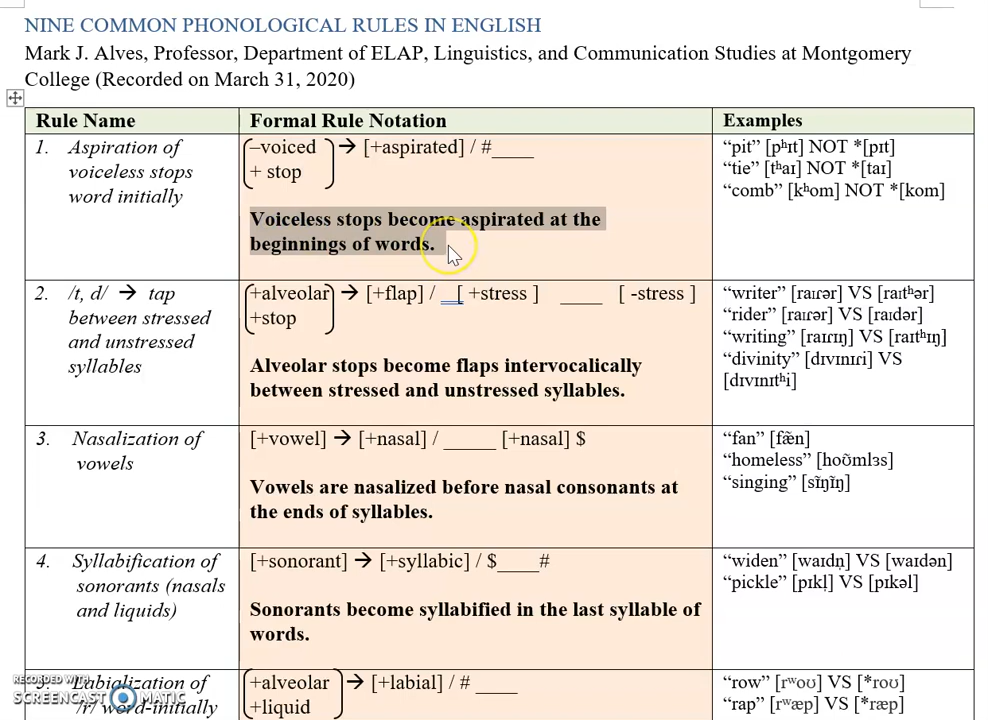 NINE COMMON PHONOLOGICAL RULES IN ENGLISH
Mark J. Alves, Professor, Department of ELAP, Linguistics, and Communication Studies at Montgomery
College (Recorded on March 31, 2020)
Rule Name
Formal Rule Notation
Examples
1. Aspiration of
voiceless stops
word initially
–voiced → [+aspirated] / #____
+ stop
Voiceless stops become aspirated at the
beginnings of words.
“pit” [pʰɪt] NOT *[pɪt]
“tie” [tʰaɪ] NOT *[taɪ]
“comb” [kʰom] NOT *[kom]
2. /t, d/ → tap
between stressed
and unstressed
syllables
+alveolar → [+flap] / __[ +stress ] ____ [ -stress ]
+stop
Alveolar stops become flaps intervocalically
between stressed and unstressed syllables.
“writer” [raɪɾər] VS [raɪtʰər]
“rider” [raɪɾər] VS [raɪdər]
“writing” [raɪɾɪŋ] VS [raɪtʰɪŋ]
“divinity” [dɪvɪnɪɾi] VS
[dɪvɪnɪtʰi]
3. Nasalization of
vowels
[+vowel] → [+nasal] / _____ [+nasal] $
Vowels are nasalized before nasal consonants at
the ends of syllables.
“fan” [fæ̃n]
“homeless” [hoʊ̃mlɜs]
“singing” [sɪ̃ŋɪ̃ŋ]
4. Syllabification of
sonorants (nasals
and liquids)
[+sonorant] → [+syllabic] / $____#
Sonorants become syllabified in the last syllable of
words.
“widen” [waɪdn̩] VS [waɪdən]
“pickle” [pɪkl̩] VS [pɪkəl]
5. Labialization of
/r/ word-initially
+alveolar → [+labial] / # ____
+liquid
“row” [rʷoʊ] VS [*roʊ]
“rap” [rʷæp] VS [*ræp]
RECORDED WITH
SCREENCAST MATIC